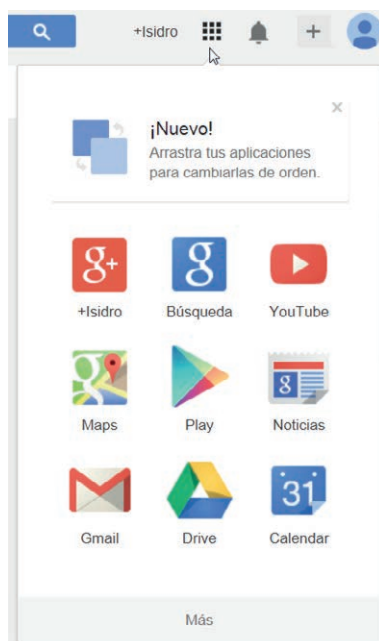 +Isidro
¡Nuevo!
Arrastra tus aplicaciones
para cambiarlas de orden.
g+ g
+Isidro Búsqueda YouTube
g
Maps Play Noticias
31
Gmail Drive Calendar
Más